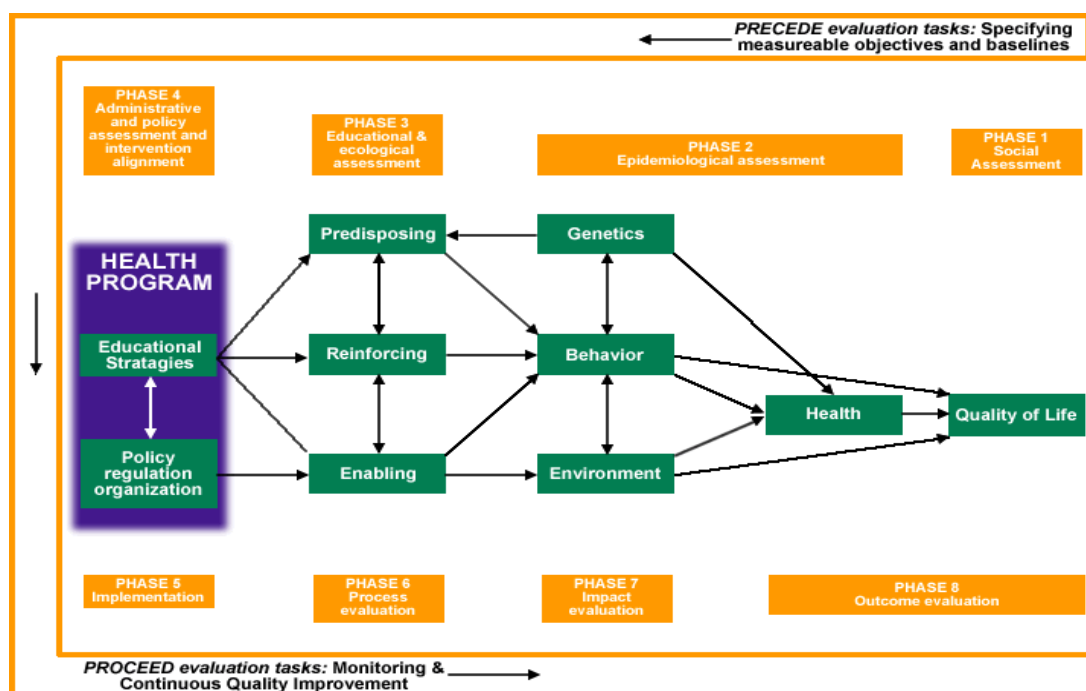 PRECEDE evaluation tasks: Specifying
measureable objectives and baselines
PHASE 4
Administrative
and policy
assessment and
intervention
alignment
PHASE 3
Educational &
ecological
assessment
PHASE 2
Epidemiological assessment
PHASE 1
Social
Assessment
HEALTH
PROGRAM
Predisposing
Genetics
Educational
Stratagies
Reinforcing
Behavior
Health
Quality of Life
Policy
regulation
organization
Enabling
Environment
PHASE 5
Implementation
PHASE 6
Process
evaluation
PHASE 7
Impact
evaluation
PHASE 8
Outcome evaluation
PROCEED evaluation tasks: Monitoring &
Continuous Quality Improvement